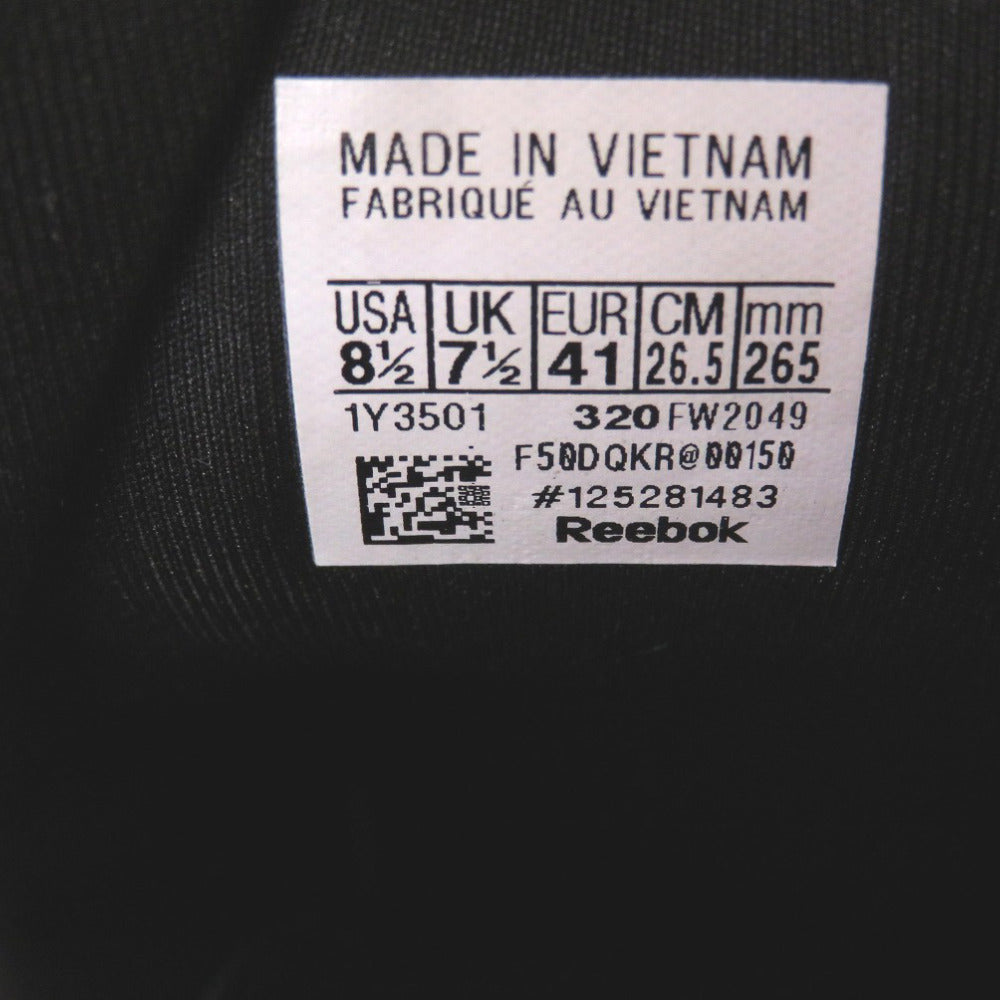 MADE IN VIETNAM
FABRIQUÉ AU VIETNAM
USA UK EUR CM mm
8½ 7½ 41 26.5 265
1Y3501 320 FW2049
F50DQKR@00150
#125281483
Reebok